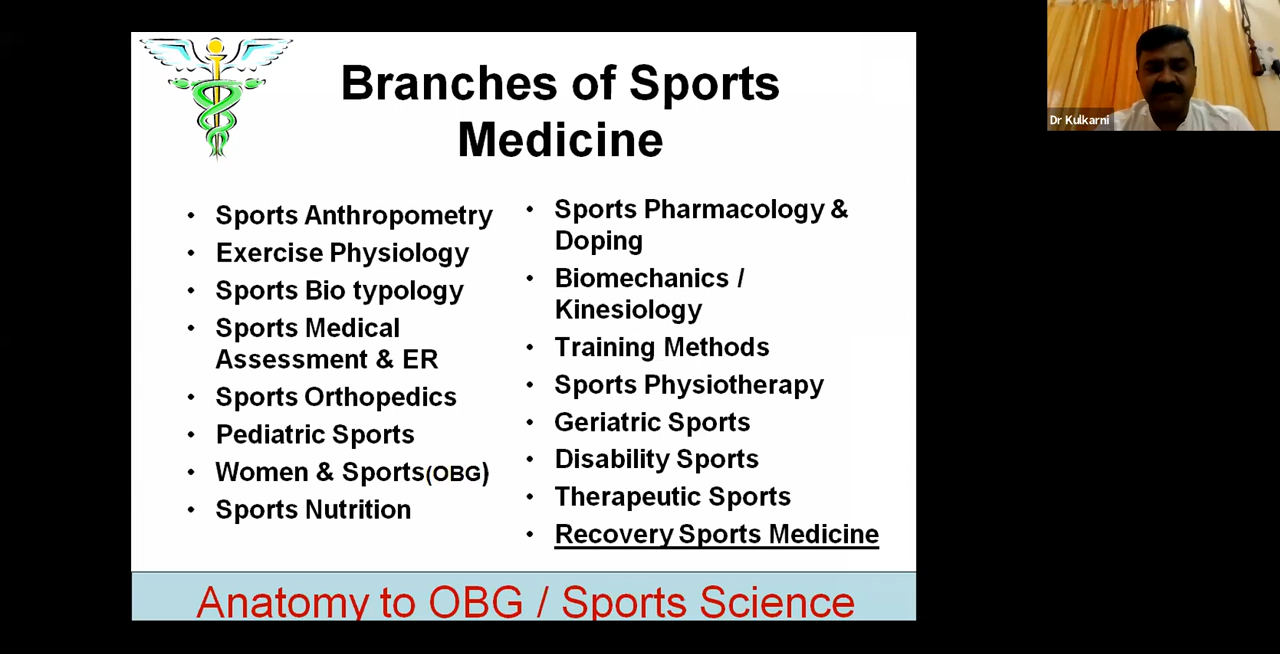 Branches of Sports
Medicine
• Sports Anthropometry
• Exercise Physiology
• Sports Bio typology
• Sports Medical
Assessment & ER
• Sports Orthopedics
• Pediatric Sports
• Women & Sports(OBG)
• Sports Nutrition
• Sports Pharmacology &
Doping
• Biomechanics /
Kinesiology
• Training Methods
• Sports Physiotherapy
• Geriatric Sports
• Disability Sports
• Therapeutic Sports
• Recovery Sports Medicine
Anatomy to OBG / Sports Science
Dr Kulkarni